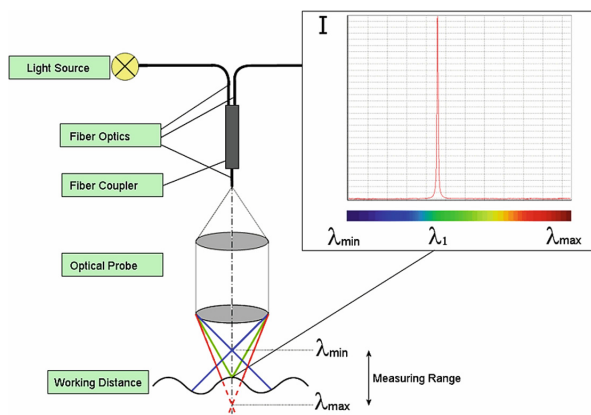 I
Light Source
Fiber Optics
Fiber Coupler
λmin
λ1
λmax
Optical Probe
λmin
Working Distance
Measuring Range
λmax